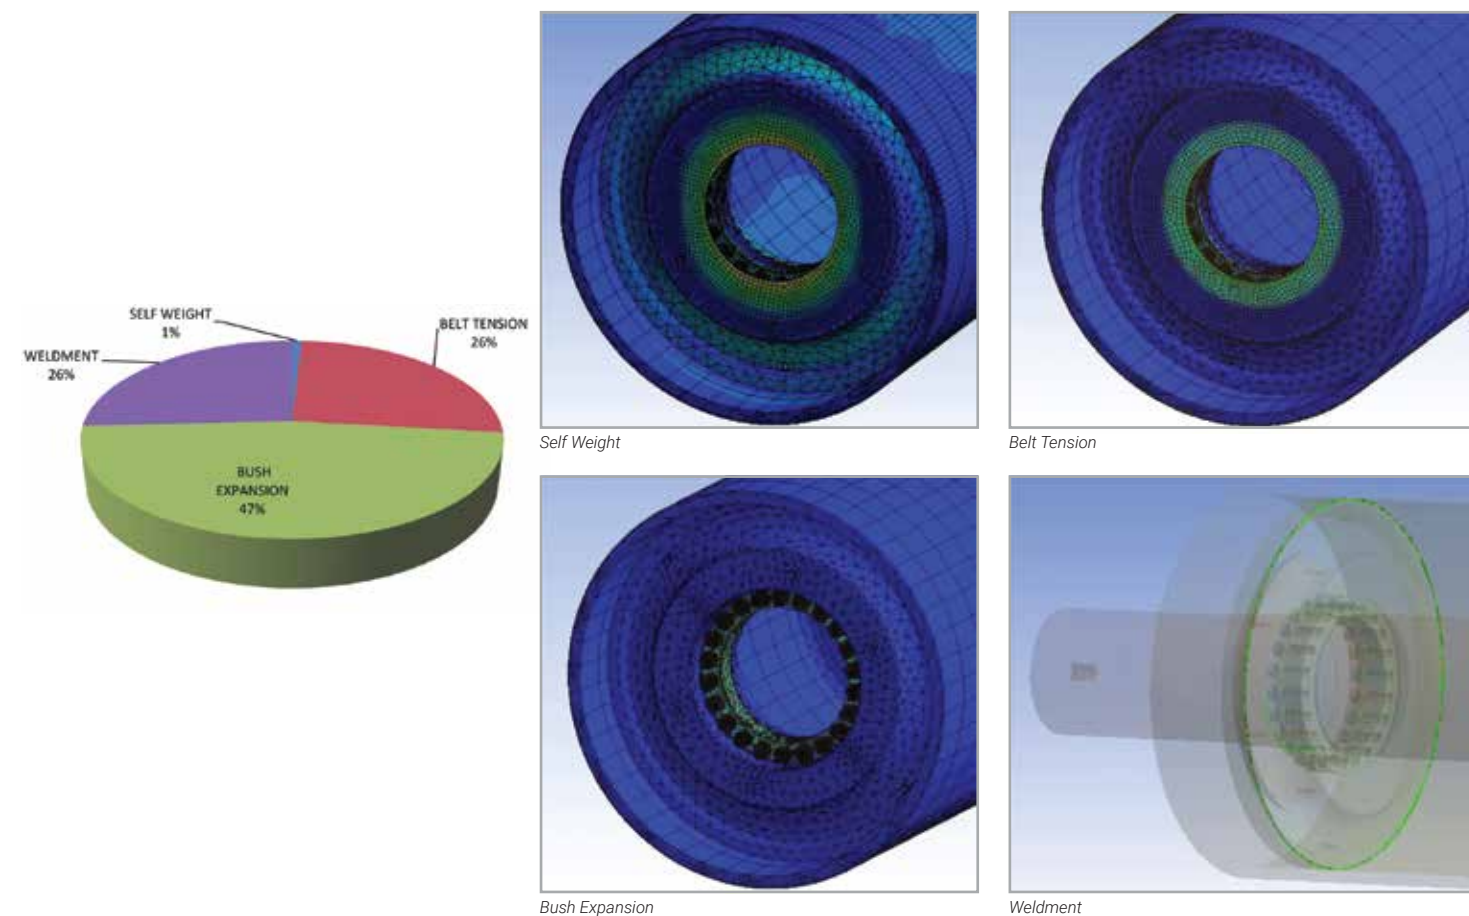 SELF WEIGHT
1%
BELT TENSION
26%
WELDMENT
26%
BUSH
EXPANSION
47%
Self Weight
Belt Tension
Bush Expansion
Weldment